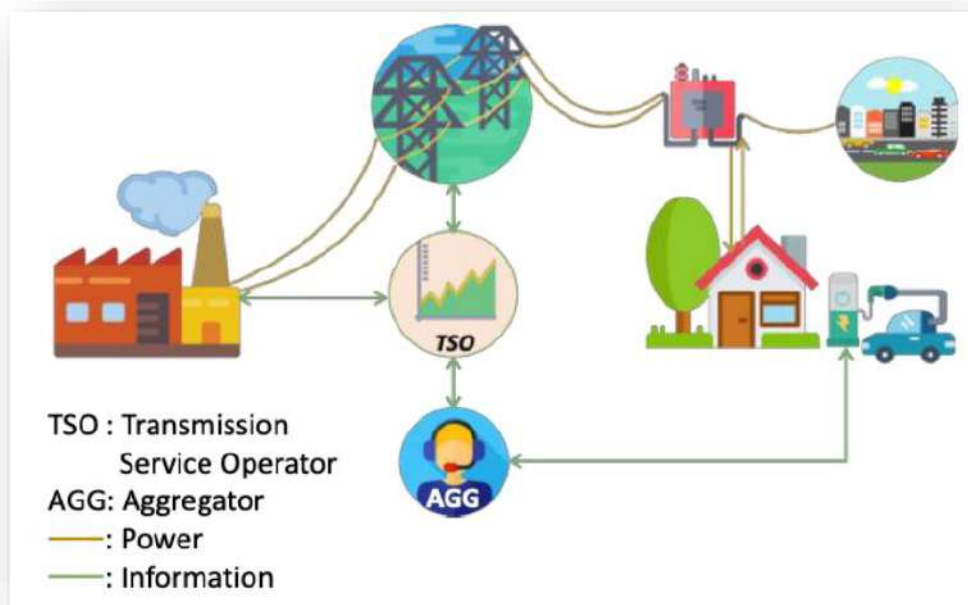 TSO
AGG
TSO : Transmission
Service Operator
AGG: Aggregator
: Power
: Information